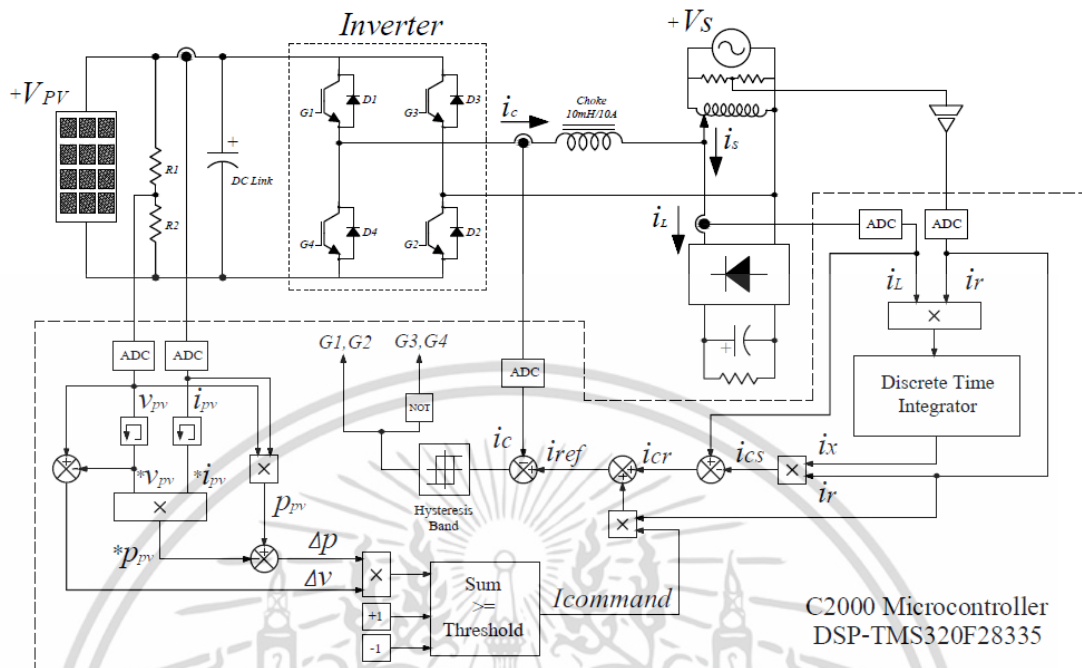 Inverter
+VS
+VPV
R1
R2
+
DC Link
G1
D1
G3
D3
G4
D4
G2
D2
ic
Choke
10mH/10A
is
iL
ADC
ADC
iL
ir
×
+
Discrete Time
Integrator
G1,G2
G3,G4
ADC
ADC
ADC
NOT
vpv
ipv
ic
iref
icr
ics
ix
ir
×
+
-
+
-
+
+
+
-
×
*vpv
*ipv
×
Hysteresis
Band
×
ppv
*ppv
+
-
Δp
Δv
×
+1
-1
Sum
>=
Threshold
Icommand
C2000 Microcontroller
DSP-TMS320F28335